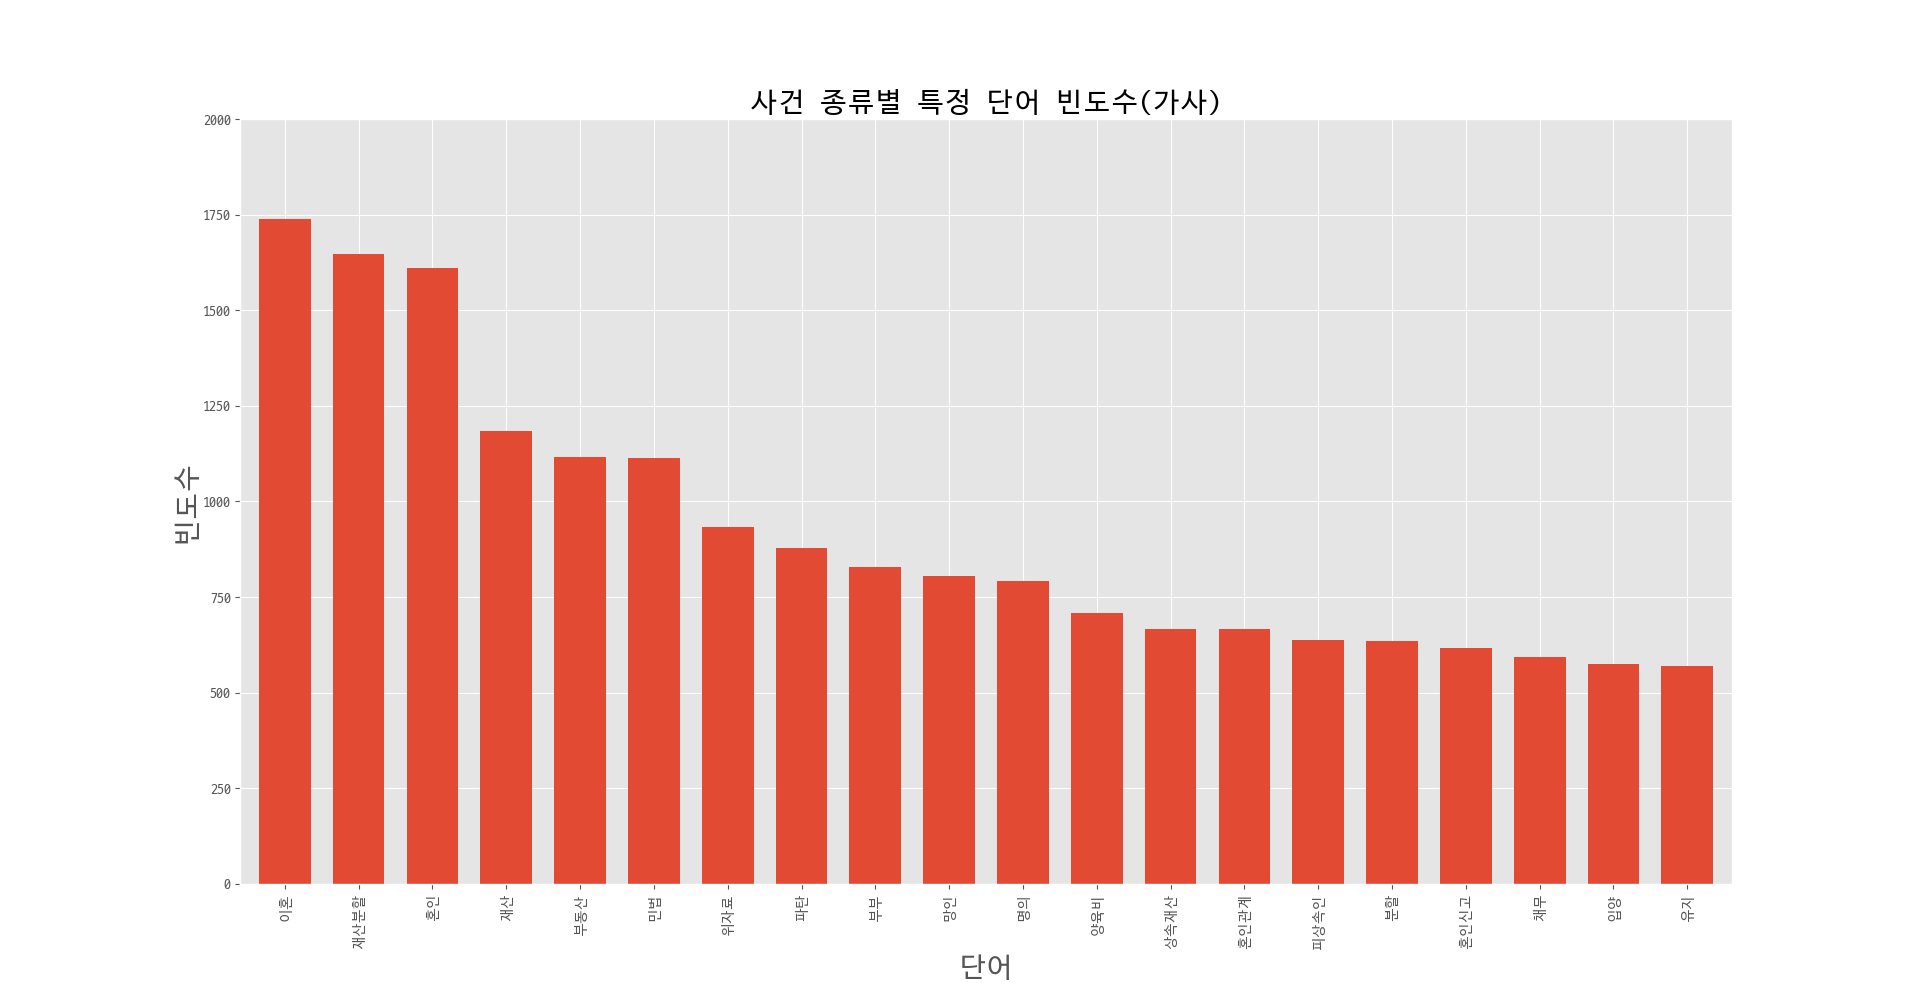 사건 종류별 특정 단어 빈도수(가사)
빈도수
2000
1750
1500
1250
1000
750
500
250
0
이혼
재산분할
혼인
재산
부동산
민법
위자료
파탄
부부
망인
명의
양육비
상속재산
혼인관계
피상속인
분할
혼인신고
채무
입양
유지
단어